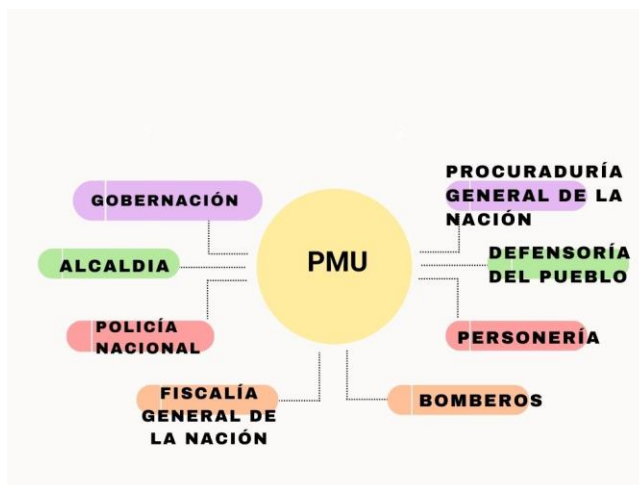 GOBERNACIÓN
ALCALDIA
POLICÍA
NACIONAL
FISCALÍA
GENERAL DE
LA NACIÓN
PMU
PROCURADURÍA
GENERAL DE LA
NACIÓN
DEFENSORÍA
DEL PUEBLO
PERSONERÍA
BOMBEROS